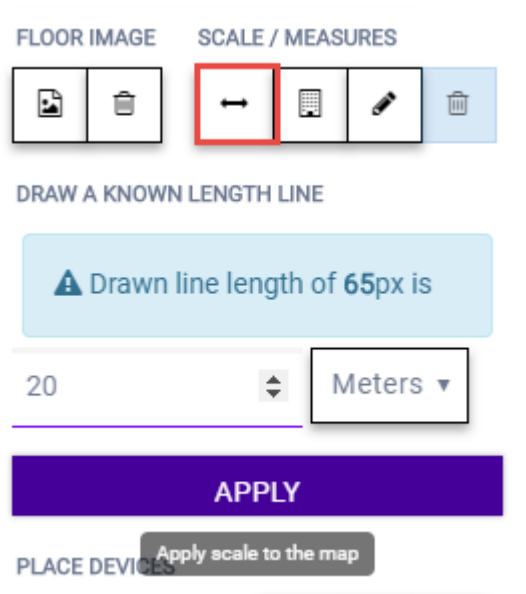 FLOOR IMAGE SCALE / MEASURES
DRAW A KNOWN LENGTH LINE
Drawn line length of 65px is
20 Meters
APPLY
Apply scale to the map
PLACE DEVICES